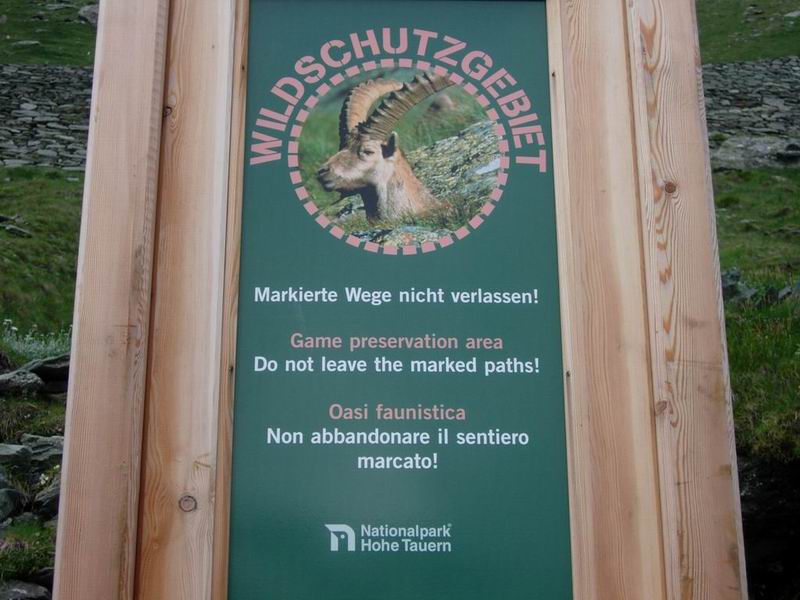 WILDSCHUTZGEBIET
Markierte Wege nicht verlassen!
Game preservation area
Do not leave the marked paths!
Oasi faunistica
Non abbandonare il sentiero
marcato!
Nationalpark®
Hohe Tauern